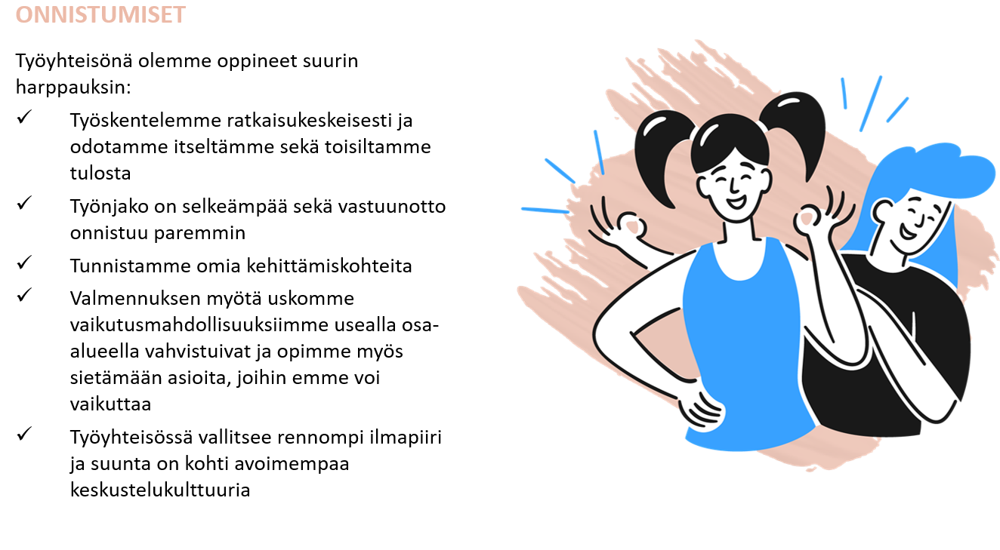 ONNISTUMISET
Työyhteisönä olemme oppineet suurin
harppauksin:
✓ Työskentelemme ratkaisukeskeisesti ja
odotamme itseltämme sekä toisiltamme
tulosta
✓ Työnjako on selkeämpää sekä vastuunotto
onnistuu paremmin
✓ Tunnistamme omia kehittämiskohteita
✓ Valmennuksen myötä uskomme
vaikutusmahdollisuuksiimme usealla osa-
alueella vahvistuivat ja opimme myös
sietämään asioita, joihin emme voi
vaikuttaa
✓ Työyhteisössä vallitsee rennompi ilmapiiri
ja suunta on kohti avoimempaa
keskustelukulttuuria